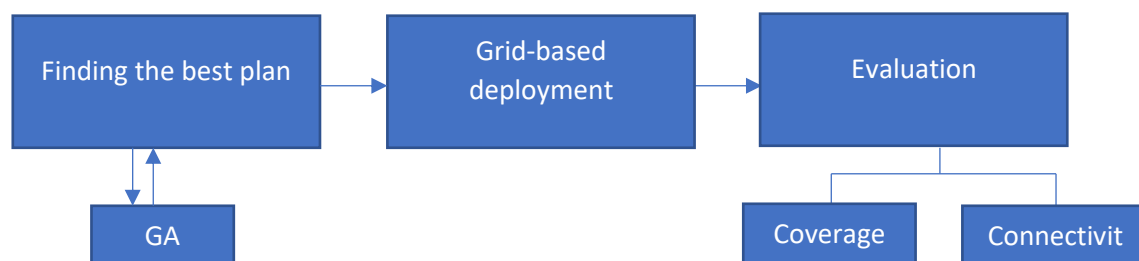 Finding the best plan
Grid-based
deployment
Evaluation
GA
Coverage
Connectivit